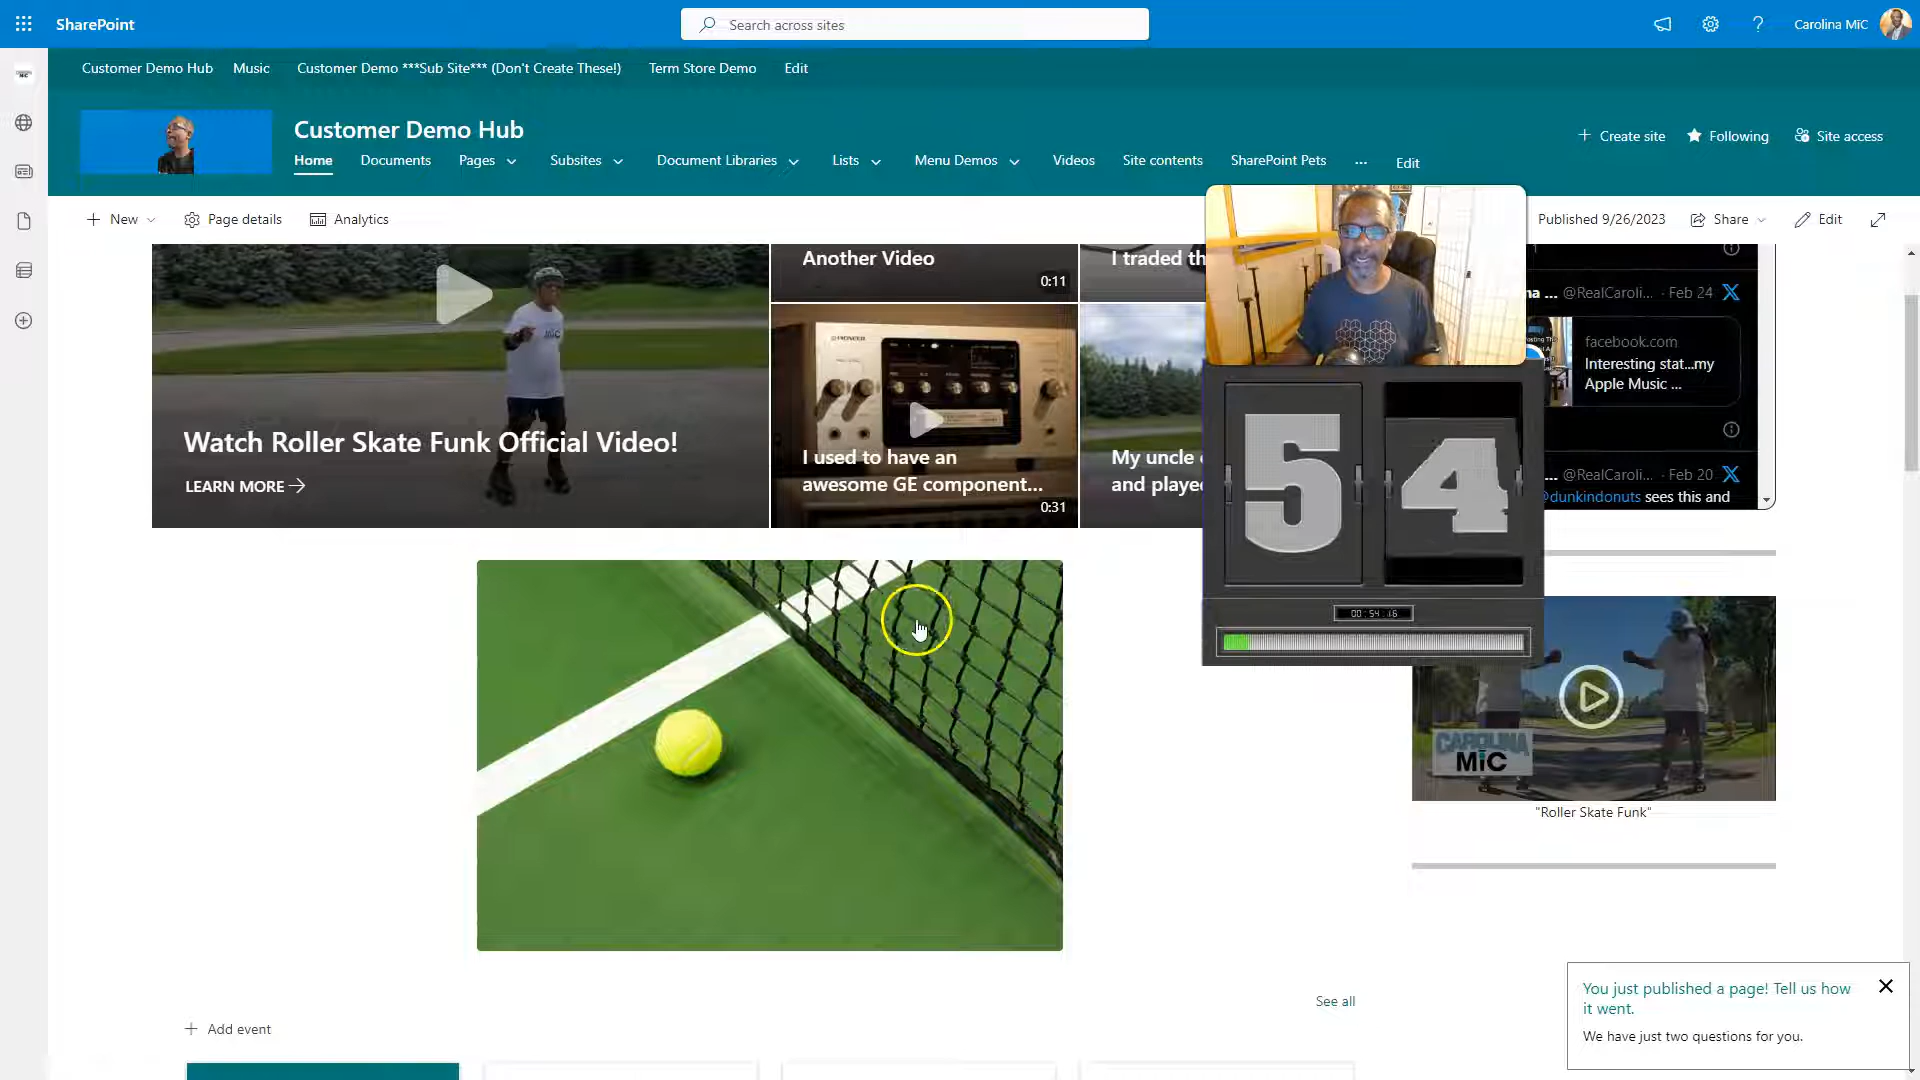 SharePoint
Search across sites
Carolina MiC
Customer Demo Hub
Music
Customer Demo ***Sub Site*** (Don't Create These!)
Term Store Demo
Edit
Customer Demo Hub
Create site
Following
Site access
Home
Documents
Pages
Subsites
Document Libraries
Lists
Menu Demos
Videos
Site contents
SharePoint Pets
...
Edit
New
Page details
Analytics
Published 9/26/2023
Share
Edit
Another Video
0:11
I traded th
na ... @RealCaroli... · Feb 24
facebook.com
Interesting stat...my
Apple Music ...
PIONEER
Watch Roller Skate Funk Official Video!
LEARN MORE
I used to have an
awesome GE component...
0:31
My uncle
and played
... @RealCaroli... · Feb 20
@dunkindonuts sees this and
54
00:54:16
CAROLINA
MiC
"Roller Skate Funk"
See all
Add event
You just published a page! Tell us how
it went.
We have just two questions for you.